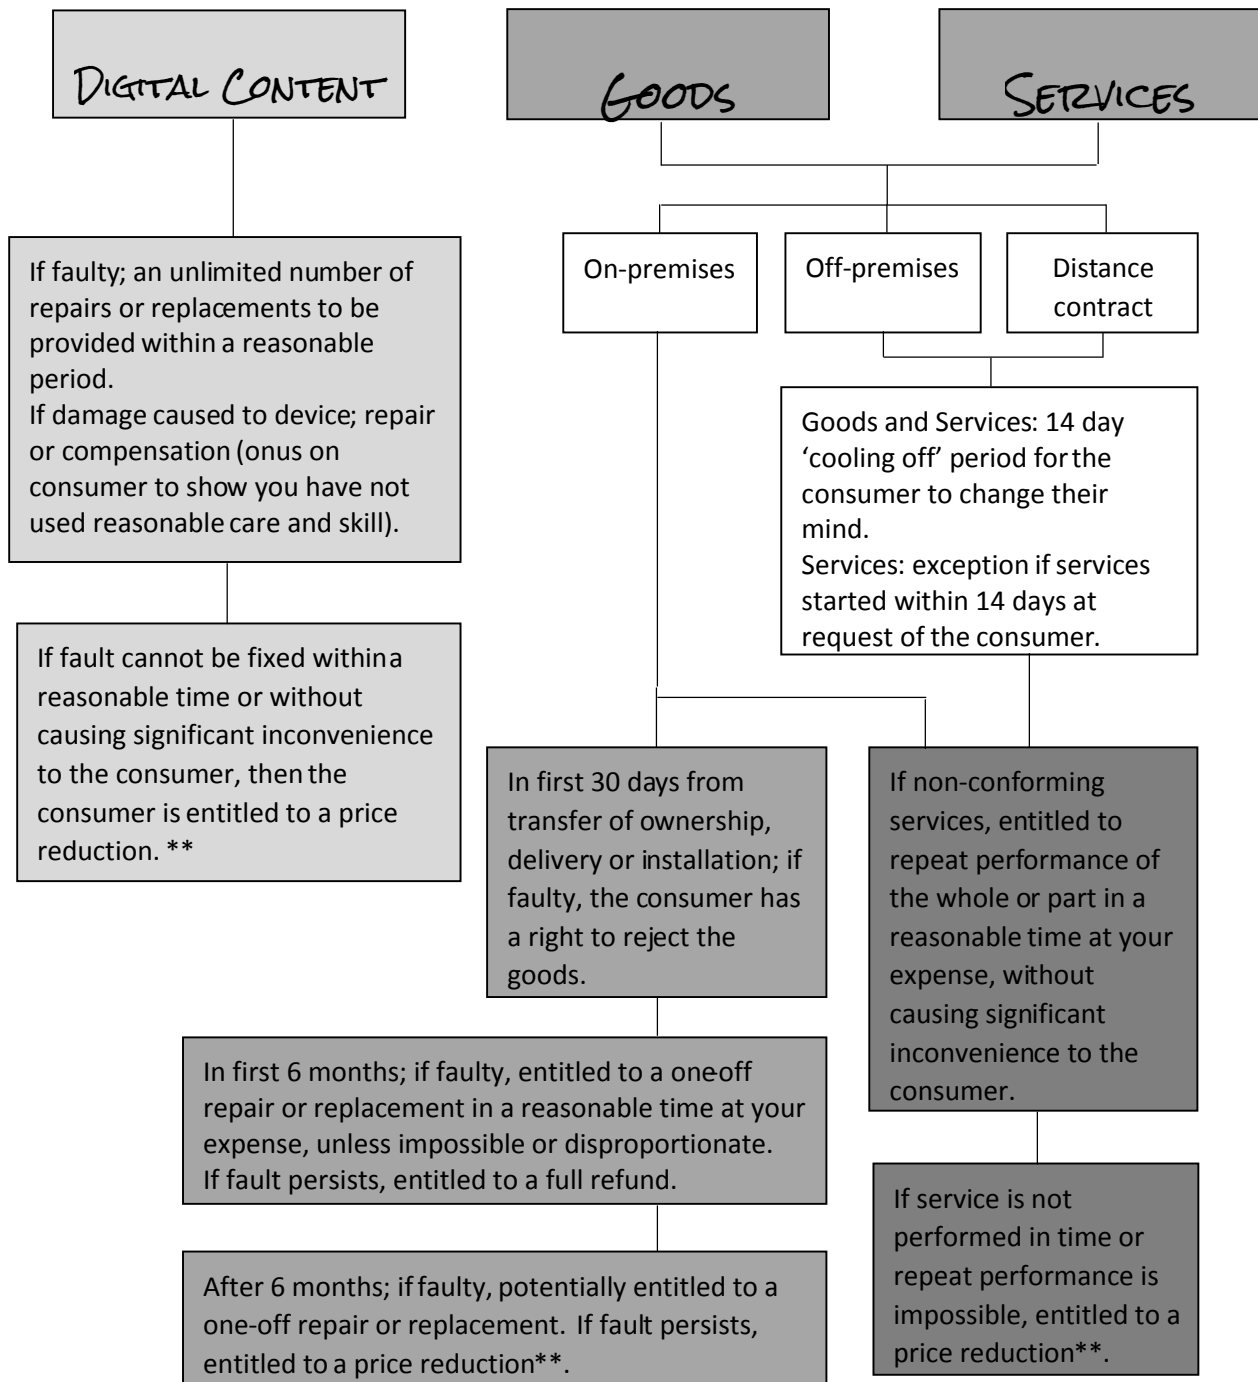 DIGITAL CONTENT
GOODS
SERVICES
If faulty; an unlimited number of
repairs or replacements to be
provided within a reasonable
period.
If damage caused to device; repair
or compensation (onus on
consumer to show you have not
used reasonable care and skill).
If fault cannot be fixed within a
reasonable time or without
causing significant inconvenience
to the consumer, then the
consumer is entitled to a price
reduction. **
On-premises
Off-premises
Distance
contract
Goods and Services: 14 day
‘cooling off’ period for the
consumer to change their
mind.
Services: exception if services
started within 14 days at
request of the consumer.
In first 30 days from
transfer of ownership,
delivery or installation; if
faulty, the consumer has
a right to reject the
goods.
In first 6 months; if faulty, entitled to a one-off
repair or replacement in a reasonable time at your
expense, unless impossible or disproportionate.
If fault persists, entitled to a full refund.
After 6 months; if faulty, potentially entitled to a
one-off repair or replacement. If fault persists,
entitled to a price reduction**.
If non-conforming
services, entitled to
repeat performance of
the whole or part in a
reasonable time at your
expense, without
causing significant
inconvenience to the
consumer.
If service is not
performed in time or
repeat performance is
impossible, entitled to a
price reduction**.